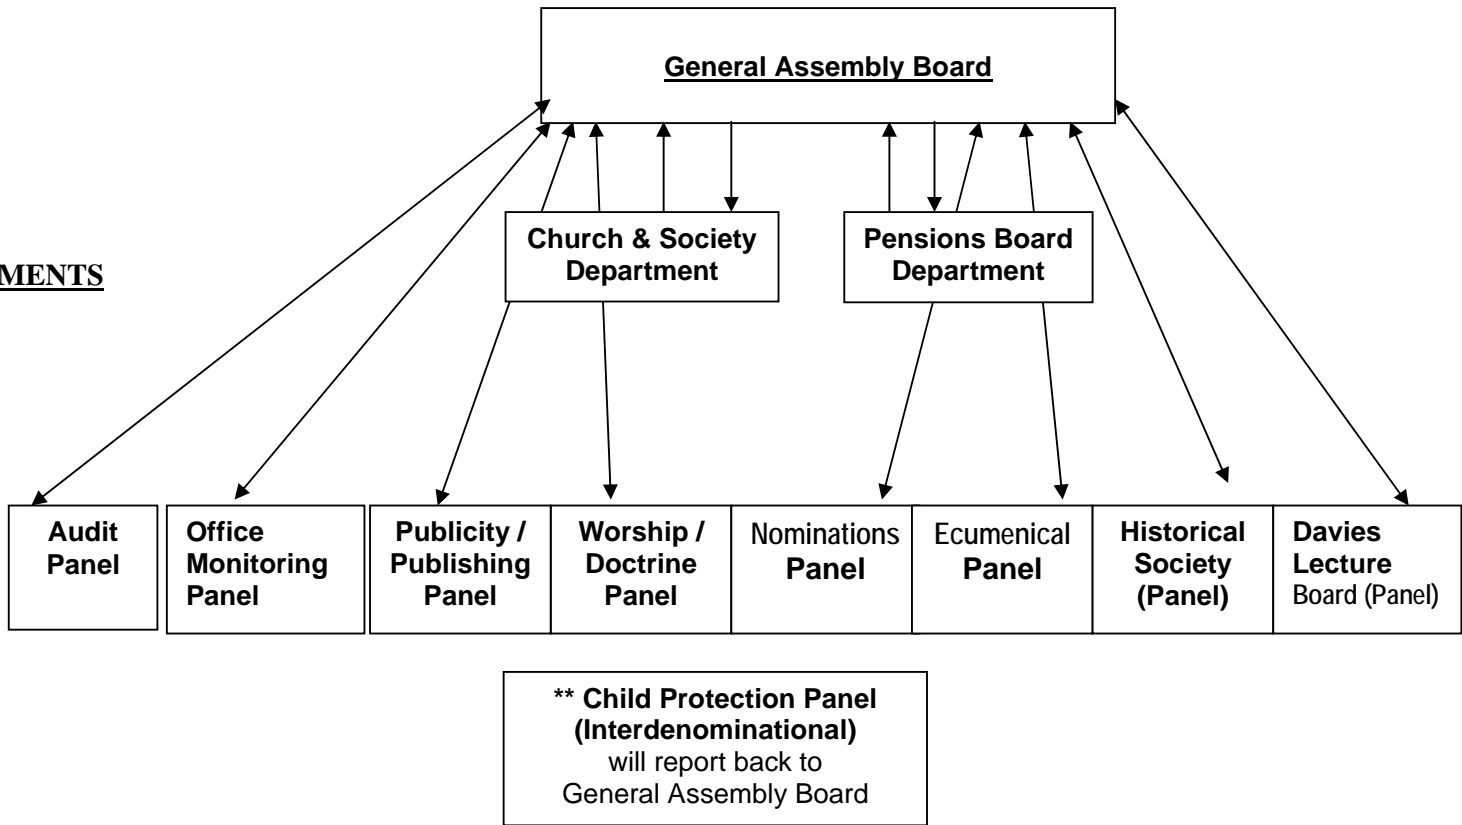 General Assembly Board
Church & Society
Department
Pensions Board
Department
MENTS
Audit
Panel
Office
Monitoring
Panel
Publicity /
Publishing
Panel
Worship /
Doctrine
Panel
Nominations
Panel
Ecumenical
Panel
Historical
Society
(Panel)
Davies
Lecture
Board (Panel)
** Child Protection Panel
(Interdenominational)
will report back to
General Assembly Board